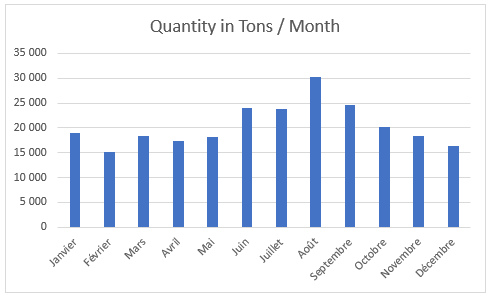 Quantity in Tons / Month
35 000
30 000
25 000
20 000
15 000
10 000
5 000
0
Janvier
Février
Mars
Avril
Mai
Juin
Juillet
Août
Septembre
Octobre
Novembre
Décembre